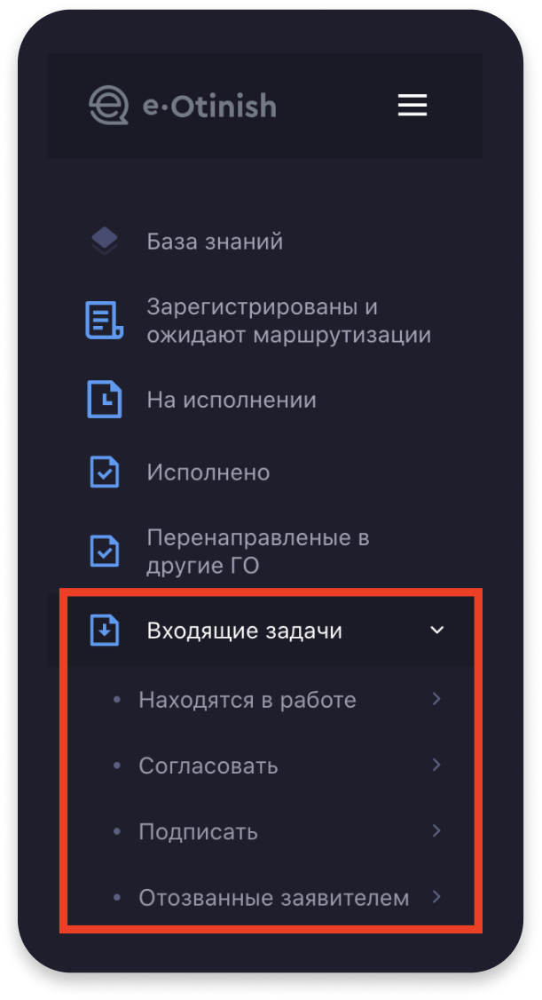 e·Otinish
База знаний
Зарегистрированы и
ожидают маршрутизации
На исполнении
Исполнено
Перенаправленые в
другие ГО
Входящие задачи
Находятся в работе
Согласовать
Подписать
Отозванные заявителем